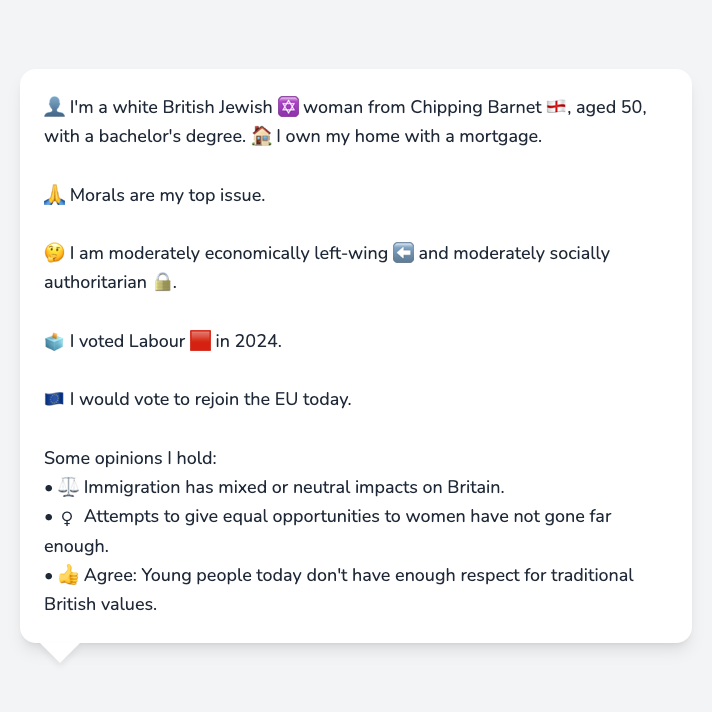 👤 I'm a white British Jewish ✡️ woman from Chipping Barnet 🏴󠁧󠁢󠁥󠁮󠁧󠁿, aged 50,
with a bachelor's degree. 🏠 I own my home with a mortgage.
🙏 Morals are my top issue.
🤔 I am moderately economically left-wing ⬅️ and moderately socially
authoritarian 🔒.
🗳️ I voted Labour 🟥 in 2024.
🇪🇺 I would vote to rejoin the EU today.
Some opinions I hold:
• ⚖️ Immigration has mixed or neutral impacts on Britain.
• ♀ Attempts to give equal opportunities to women have not gone far
enough.
• 👍 Agree: Young people today don't have enough respect for traditional
British values.